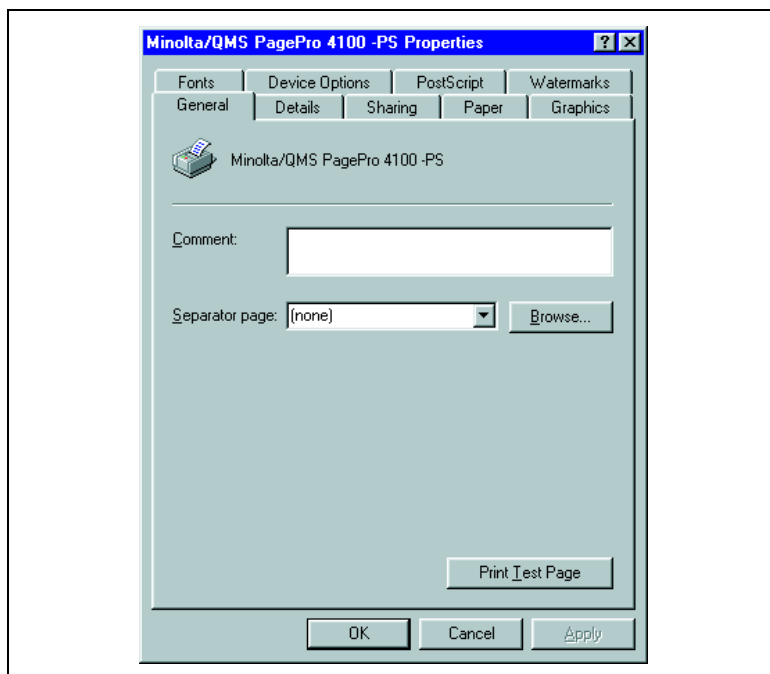 Minolta/QMS PagePro 4100 -PS Properties
Fonts Device Options PostScript Watermarks
General Details Sharing Paper Graphics
Minolta/QMS PagePro 4100 -PS
Comment:
Separator page: (none) Browse...
Print Test Page
OK Cancel Apply